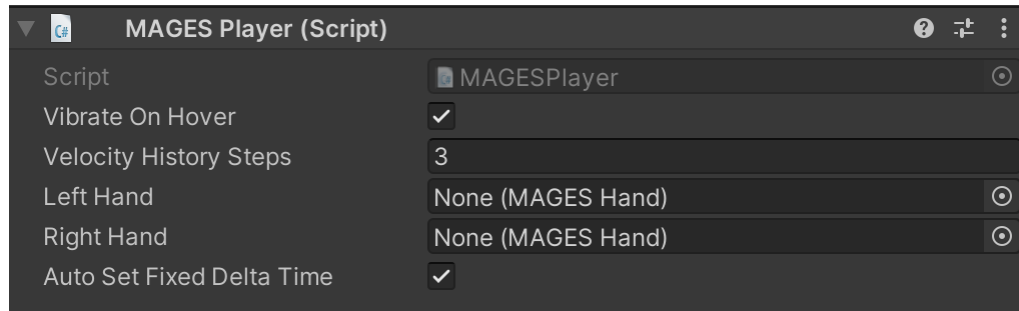 MAGES Player (Script)
Script MAGESPlayer
Vibrate On Hover
Velocity History Steps 3
Left Hand None (MAGES Hand)
Right Hand None (MAGES Hand)
Auto Set Fixed Delta Time